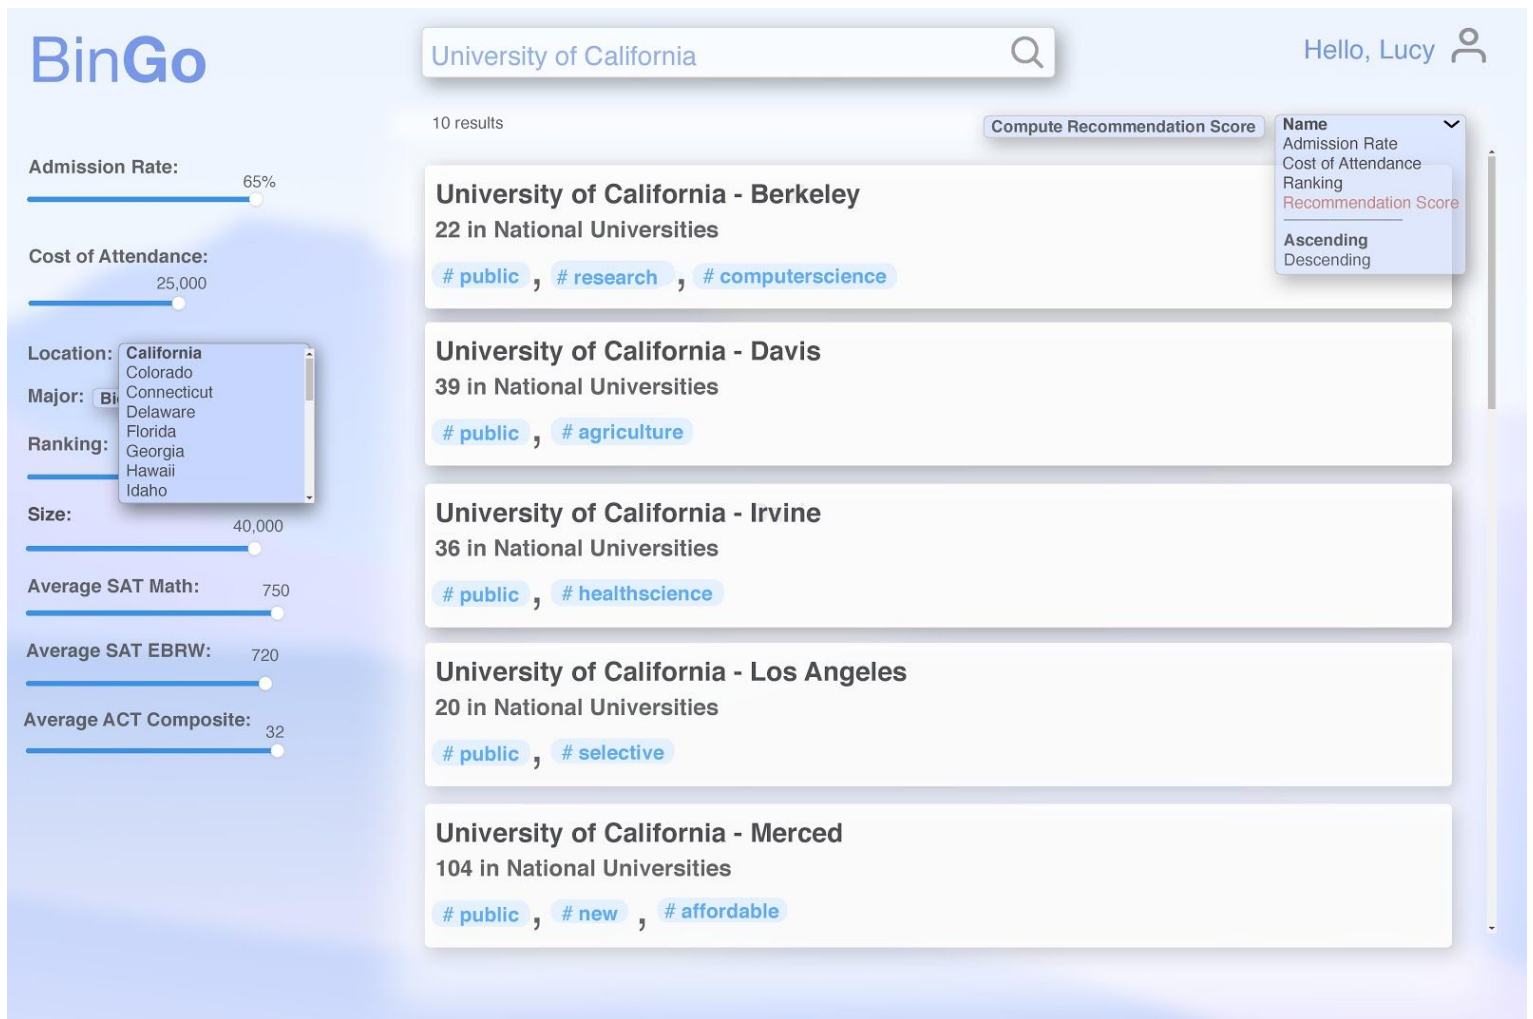 BinGo
University of California
Hello, Lucy
10 results
Compute Recommendation Score
Name
Admission Rate
Cost of Attendance
Ranking
Recommendation Score
Ascending
Descending
Admission Rate:
65%
Cost of Attendance:
25,000
Location:
California
Colorado
Connecticut
Delaware
Florida
Georgia
Hawaii
Idaho
Major:
Ranking:
Size:
40,000
Average SAT Math:
750
Average SAT EBRW:
720
Average ACT Composite:
32
University of California - Berkeley
22 in National Universities
# public , # research , # computerscience
University of California - Davis
39 in National Universities
# public , # agriculture
University of California - Irvine
36 in National Universities
# public , # healthscience
University of California - Los Angeles
20 in National Universities
# public , # selective
University of California - Merced
104 in National Universities
# public , # new , # affordable